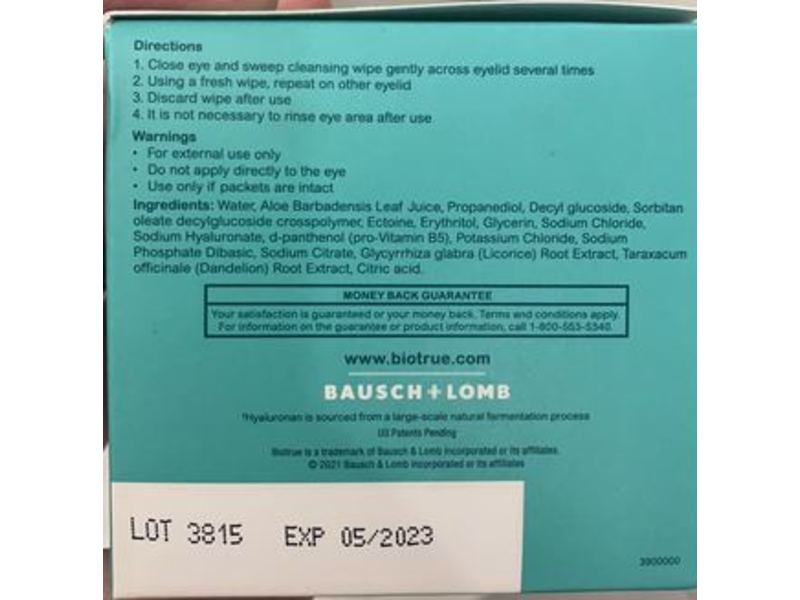 Directions
1. Close eye and sweep cleansing wipe gently across eyelid several times
2. Using a fresh wipe, repeat on other eyelid
3. Discard wipe after use
4. It is not necessary to rinse eye area after use
Warnings
• For external use only
• Do not apply directly to the eye
• Use only if packets are intact
Ingredients: Water, Aloe Barbadensis Leaf Juice, Propanediol, Decyl glucoside, Sorbitan
oleate decylglucoside crosspolymer, Ectoine, Erythritol, Glycerin, Sodium Chloride,
Sodium Hyaluronate, d-panthenol (pro-Vitamin B5), Potassium Chloride, Sodium
Phosphate Dibasic, Sodium Citrate, Glycyrrhiza glabra (Licorice) Root Extract, Taraxacum
officinale (Dandelion) Root Extract, Citric acid.
MONEY BACK GUARANTEE
Your satisfaction is guaranteed or your money back. Terms and conditions apply.
For information on the guarantee or product information, call 1-800-553-5340.
www.biotrue.com
BAUSCH + LOMB
†Hyaluronan is sourced from a large-scale natural fermentation process
US Patents Pending
Biotrue is a trademark of Bausch & Lomb Incorporated or its affiliates.
© 2021 Bausch & Lomb Incorporated or its affiliates
LOT 3815 EXP 05/2023
3900000